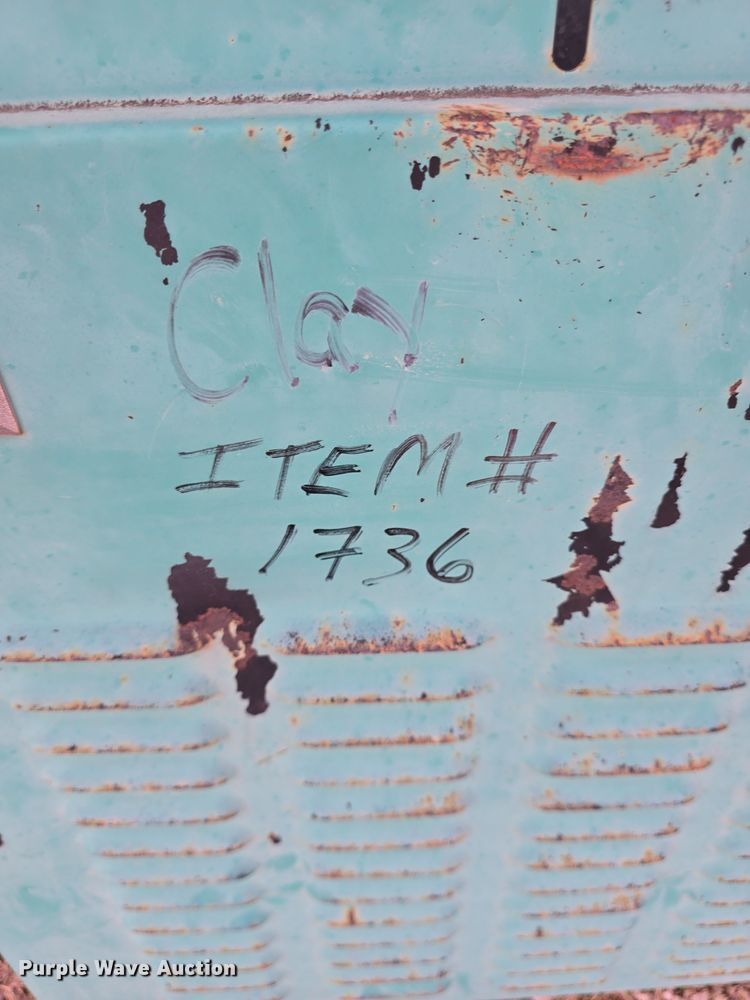 Clay
ITEM #
1736
Purple Wave Auction